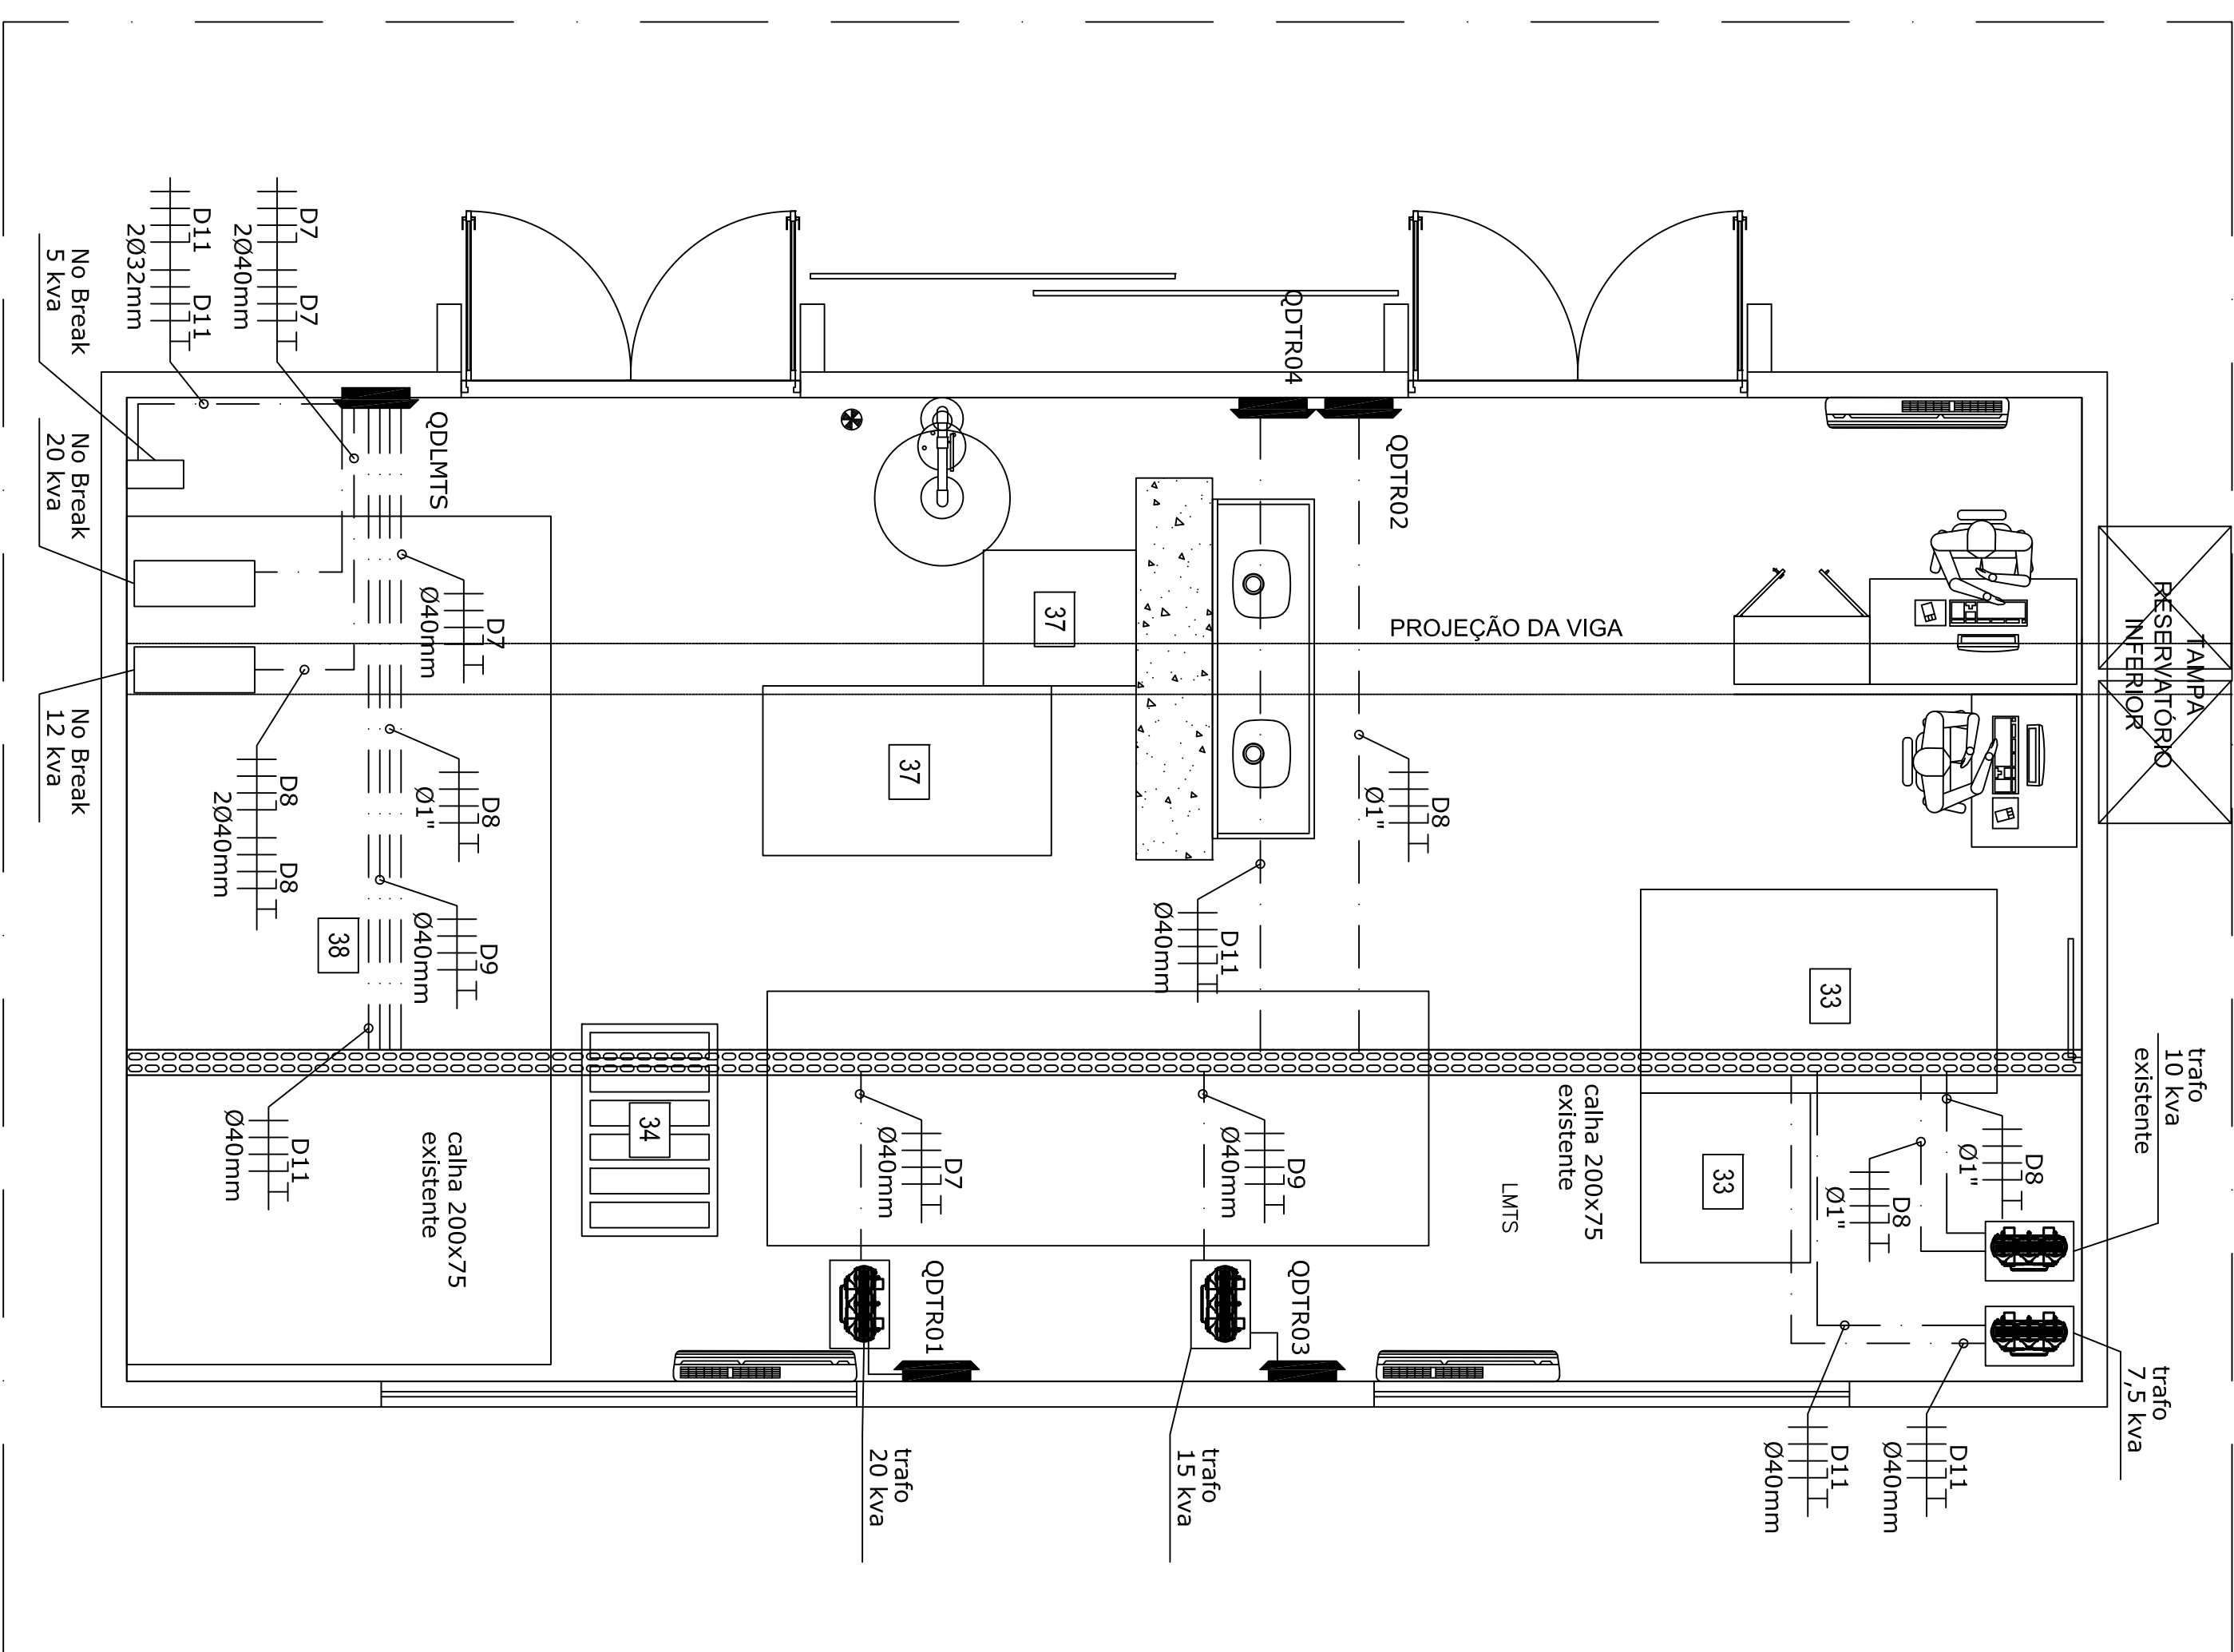 D7
D7
2Ø40mm
D11
D11
2Ø32mm
No Break
5 kva
No Break
20 kva
No Break
12 kva
QDLMTS
D7
Ø40mm
D8
Ø1"
D8
D8
2Ø40mm
D9
Ø40mm
38
D11
Ø40mm
calha 200x75
existente
34
37
37
QDTR04
QDTR02
PROJEÇÃO DA VIGA
D8
Ø1"
D11
Ø40mm
D7
Ø40mm
D9
Ø40mm
QDTR01
QDTR03
trafo
20 kva
trafo
15 kva
LMTS
calha 200x75
existente
33
33
D8
Ø1"
D8
Ø1"
D11
Ø40mm
D11
Ø40mm
trafo
10 kva
existente
trafo
7,5 kva
TAMPA
RESERVATÓRIO
INFERIOR